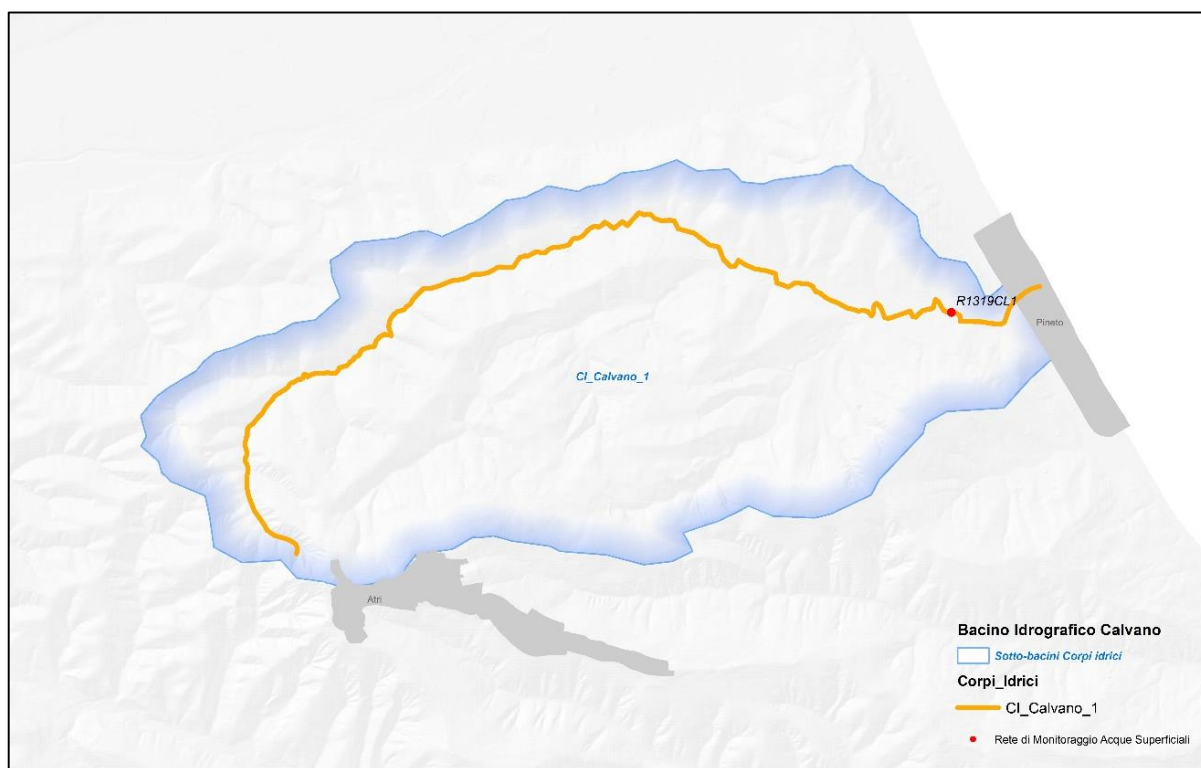 R1319CL1
Pineto
CI_Calvano_1
Atri
Bacino Idrografico Calvano
Sotto-bacini Corpi idrici
Corpi_Idrici
CI_Calvano_1
Rete di Monitoraggio Acque Superficiali